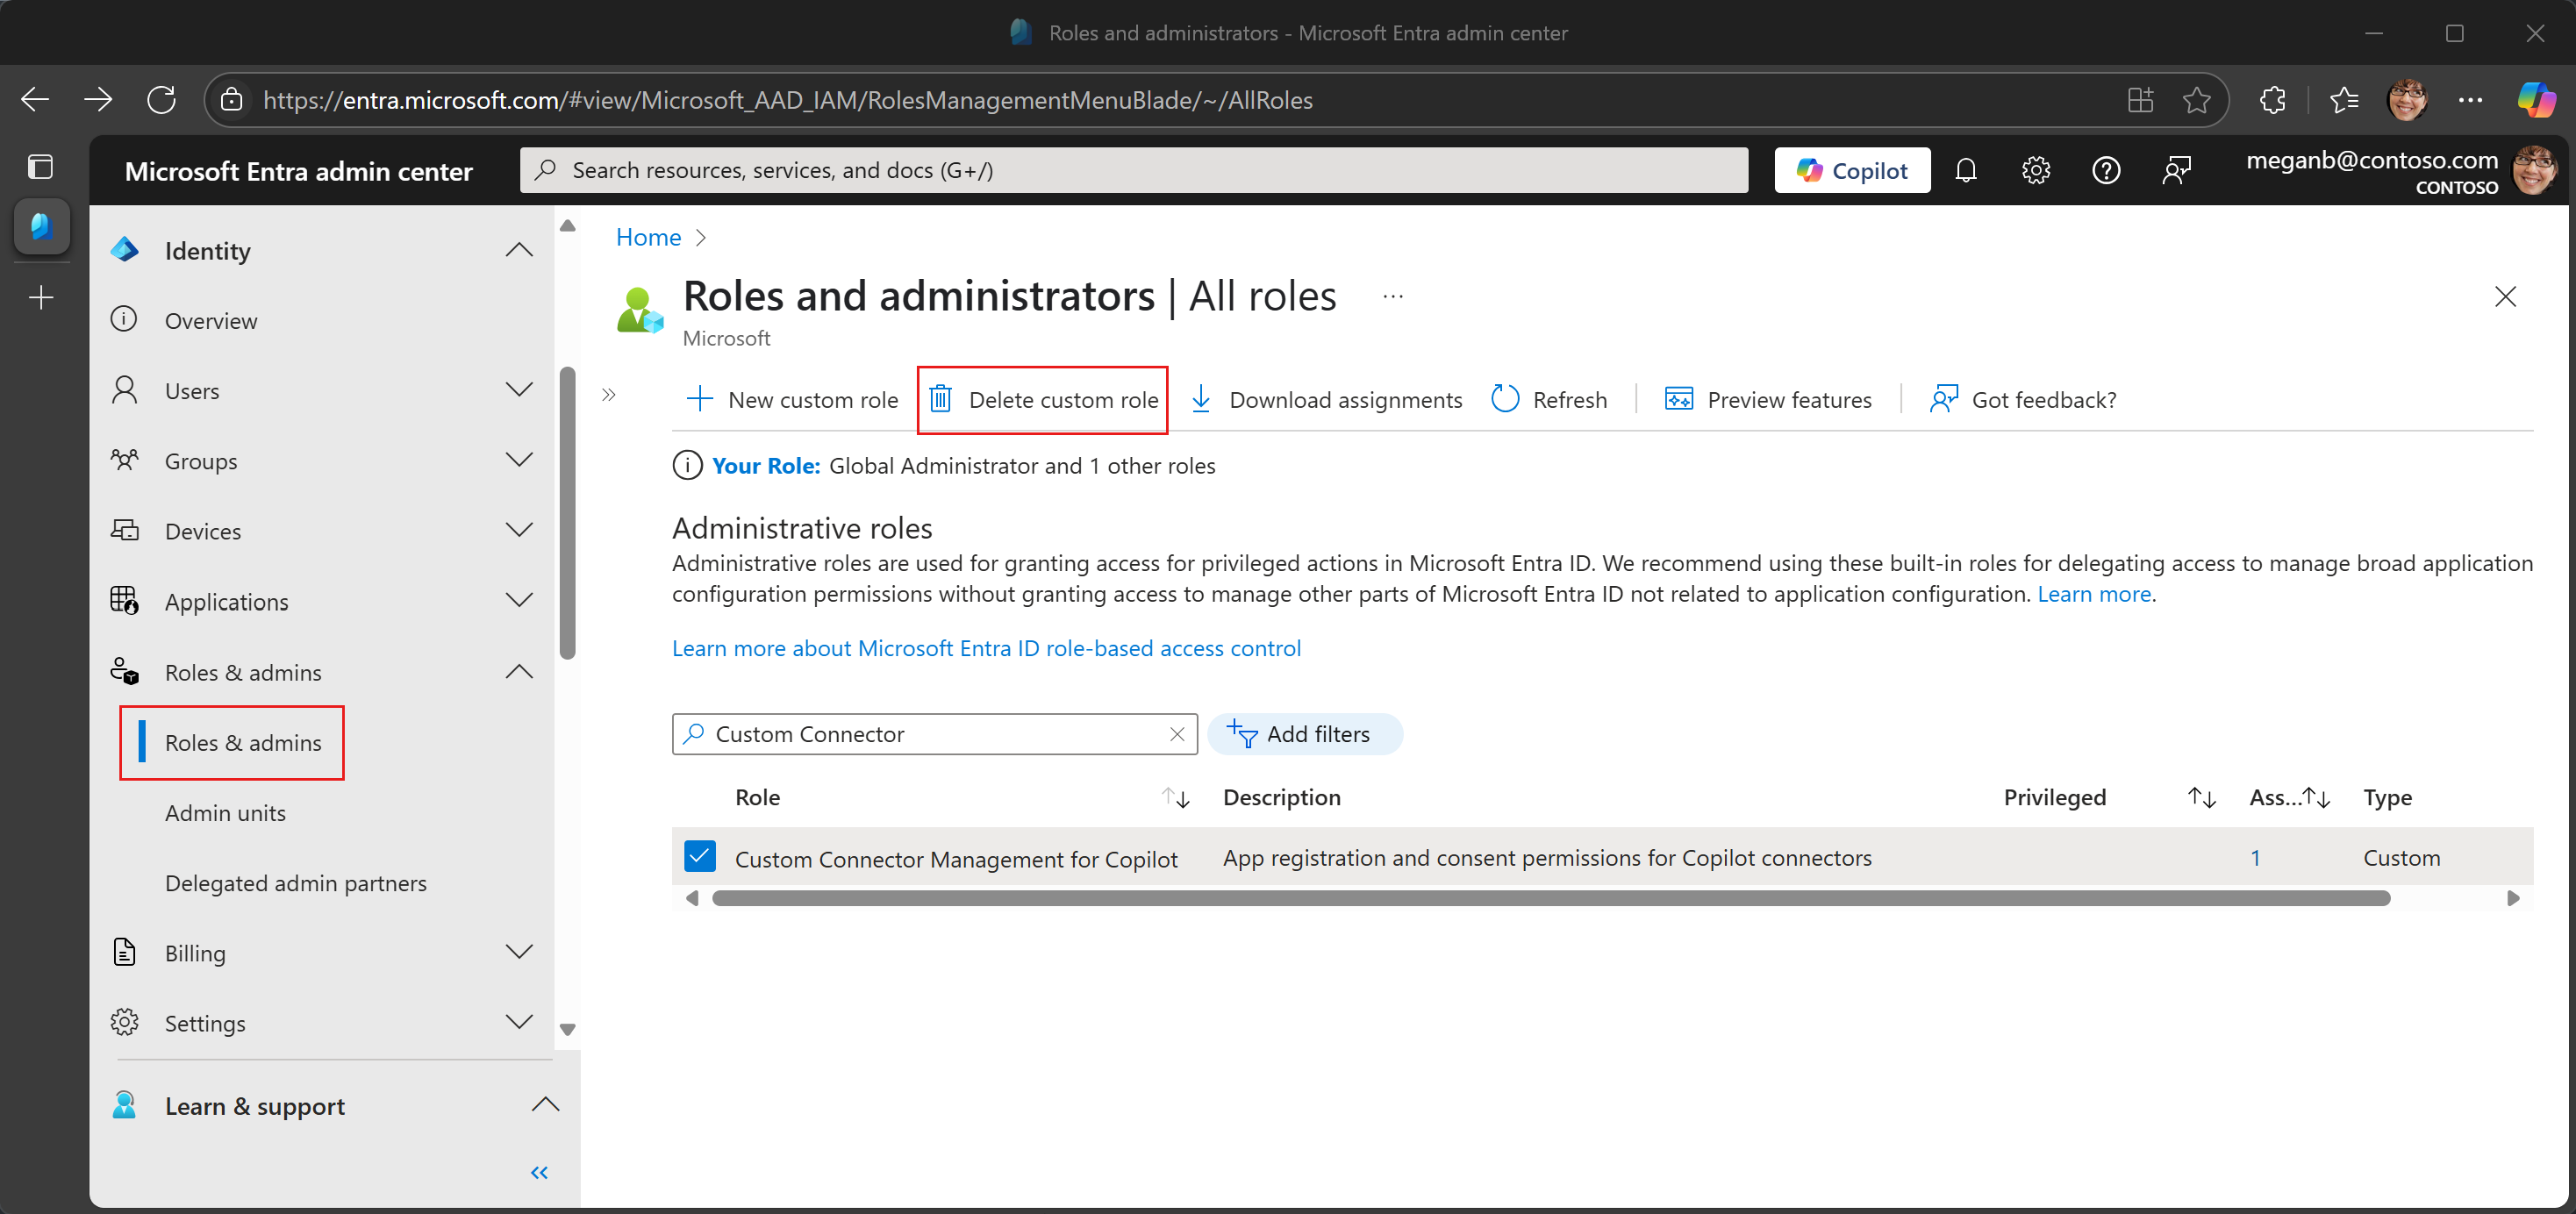 Roles and administrators - Microsoft Entra admin center
https://entra.microsoft.com/#view/Microsoft_AAD_IAM/RolesManagementMenuBlade/~/AllRoles
Microsoft Entra admin center
Search resources, services, and docs (G+/)
Copilot
meganb@contoso.com
CONTOSO
Identity
Overview
Users
Groups
Devices
Applications
Roles & admins
Roles & admins
Admin units
Delegated admin partners
Billing
Settings
Learn & support
Home
Roles and administrators | All roles
Microsoft
New custom role
Delete custom role
Download assignments
Refresh
Preview features
Got feedback?
Your Role: Global Administrator and 1 other roles
Administrative roles
Administrative roles are used for granting access for privileged actions in Microsoft Entra ID. We recommend using these built-in roles for delegating access to manage broad application
configuration permissions without granting access to manage other parts of Microsoft Entra ID not related to application configuration. Learn more.
Learn more about Microsoft Entra ID role-based access control
Custom Connector
Add filters
Role Description Privileged Ass... Type
Custom Connector Management for Copilot App registration and consent permissions for Copilot connectors 1 Custom